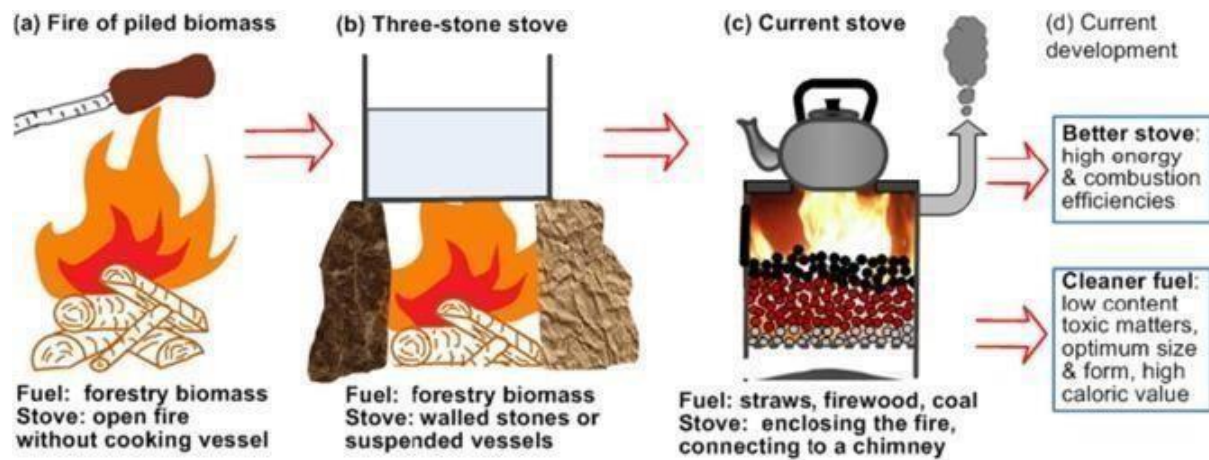 (a) Fire of piled biomass
(b) Three-stone stove
(c) Current stove
(d) Current
development
Fuel: forestry biomass
Stove: open fire
without cooking vessel
Fuel: forestry biomass
Stove: walled stones or
suspended vessels
Fuel: straws, firewood, coal
Stove: enclosing the fire,
connecting to a chimney
Better stove:
high energy
& combustion
efficiencies
Cleaner fuel:
low content
toxic matters,
optimum size
& form, high
caloric value